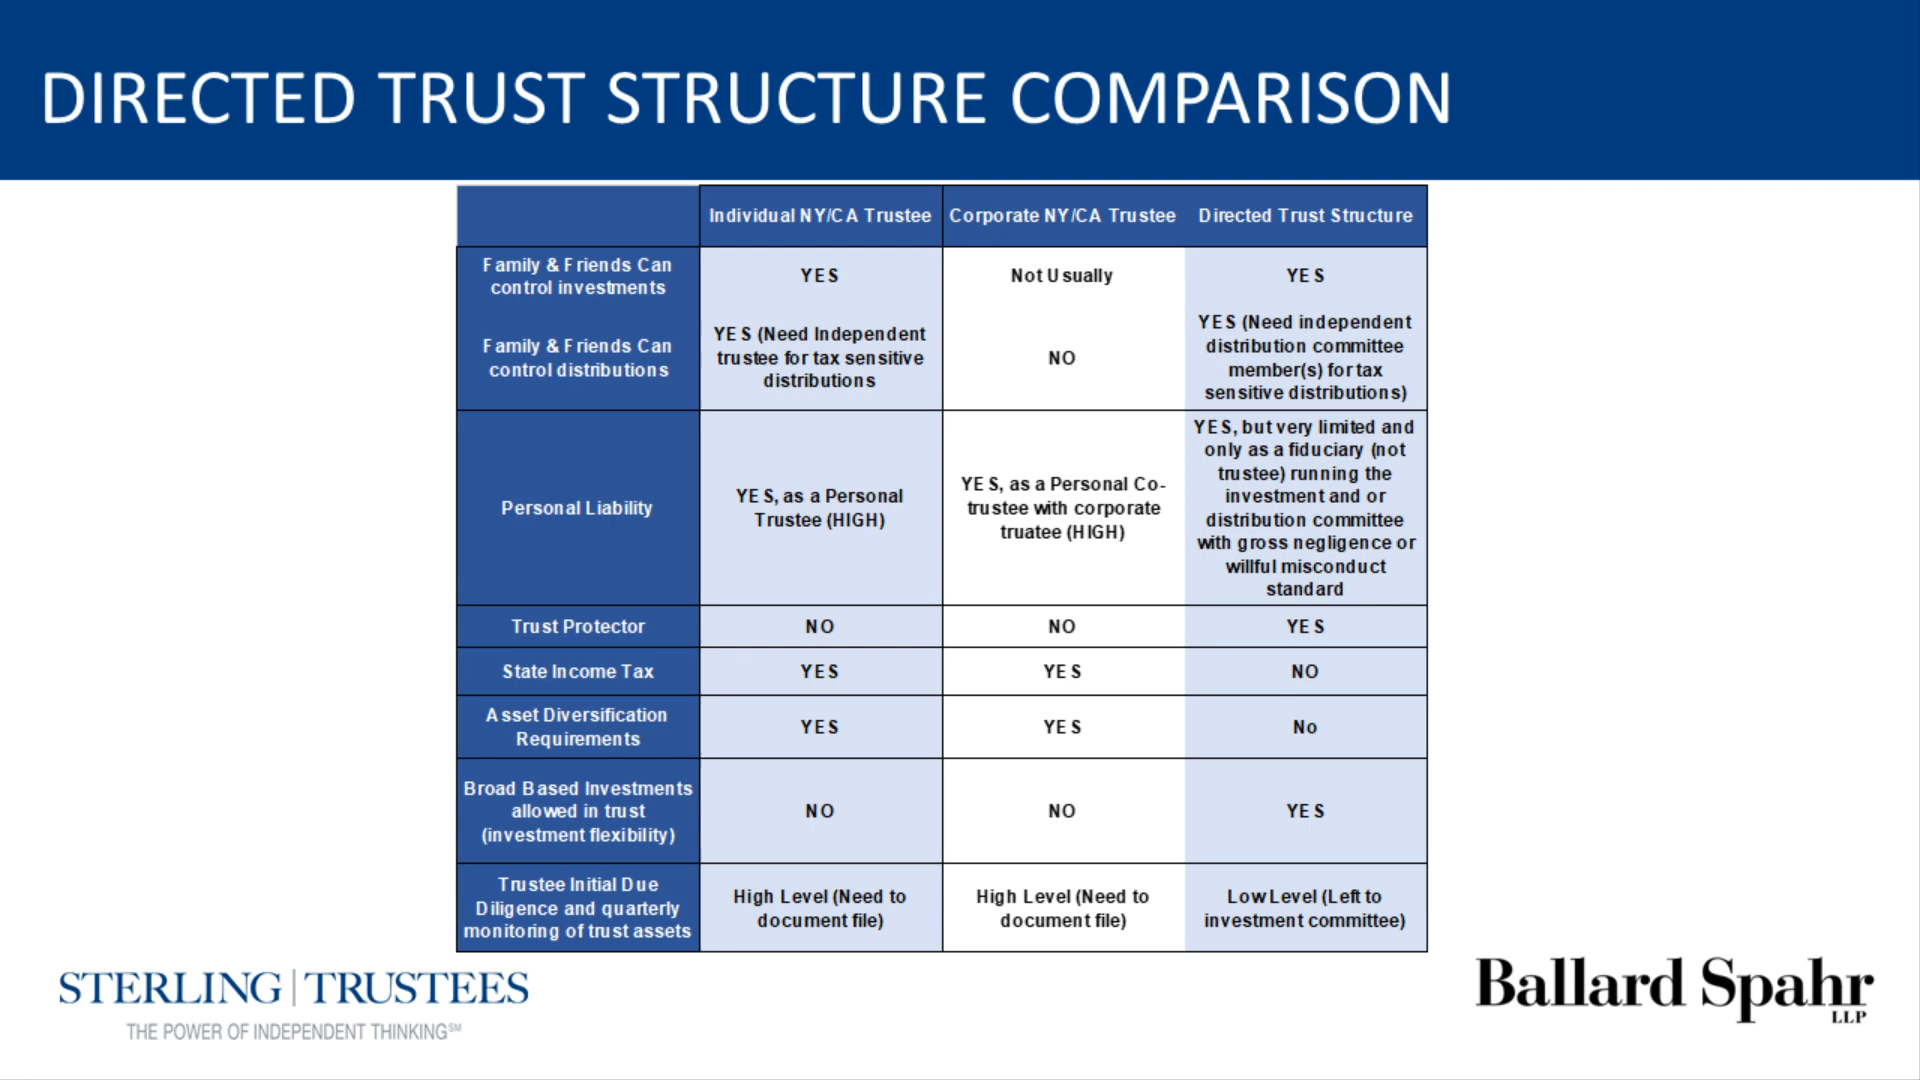 DIRECTED TRUST STRUCTURE COMPARISON
Individual NY/CA Trustee
Corporate NY/CA Trustee
Directed Trust Structure
Family & Friends Can
control investments
YES
Not Usually
YES
Family & Friends Can
control distributions
YES (Need Independent
trustee for tax sensitive
distributions
NO
YES (Need independent
distribution committee
member(s) for tax
sensitive distributions)
Personal Liability
YES, as a Personal
Trustee (HIGH)
YES, as a Personal Co-
trustee with corporate
truatee (HIGH)
YES, but very limited and
only as a fiduciary (not
trustee) running the
investment and or
distribution committee
with gross negligence or
willful misconduct
standard
Trust Protector
NO
NO
YES
State Income Tax
YES
YES
NO
Asset Diversification
Requirements
YES
YES
No
Broad Based Investments
allowed in trust
(investment flexibility)
NO
NO
YES
Trustee Initial Due
Diligence and quarterly
monitoring of trust assets
High Level (Need to
document file)
High Level (Need to
document file)
Low Level (Left to
investment committee)
STERLING | TRUSTEES
THE POWER OF INDEPENDENT THINKING℠
Ballard Spahr
LLP